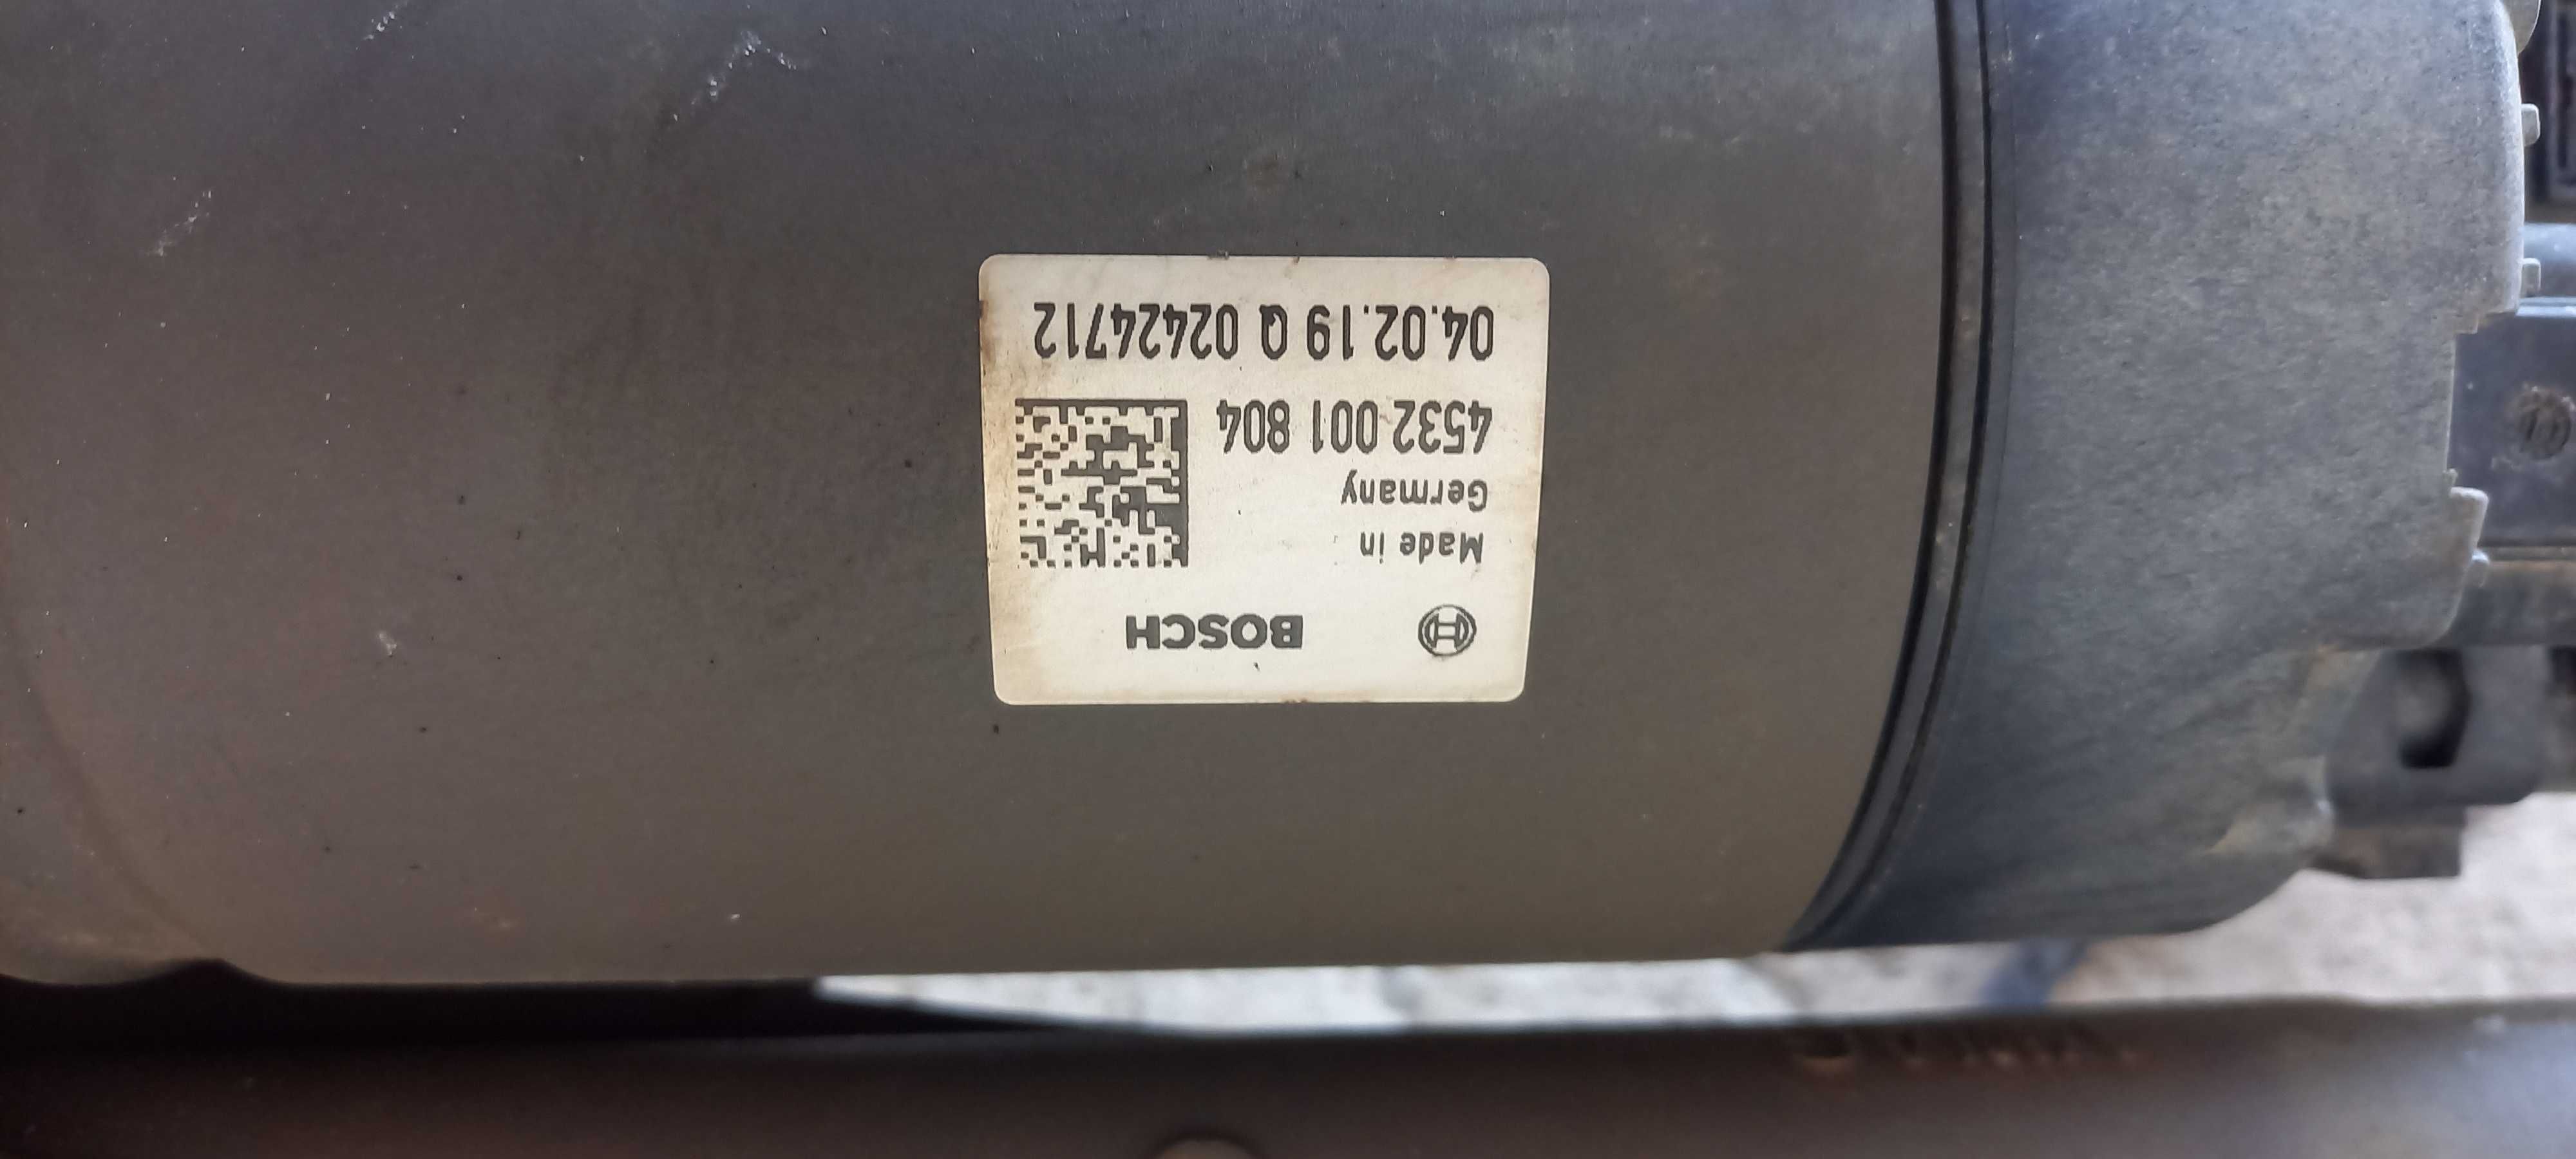 BOSCH
Made in
Germany
4532 001 804
04.02.19 Q 02424712